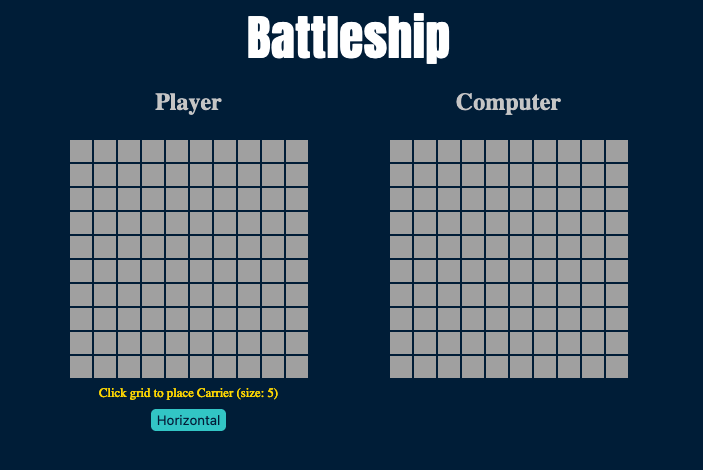 Battleship
Player
Computer
Click grid to place Carrier (size: 5)
Horizontal